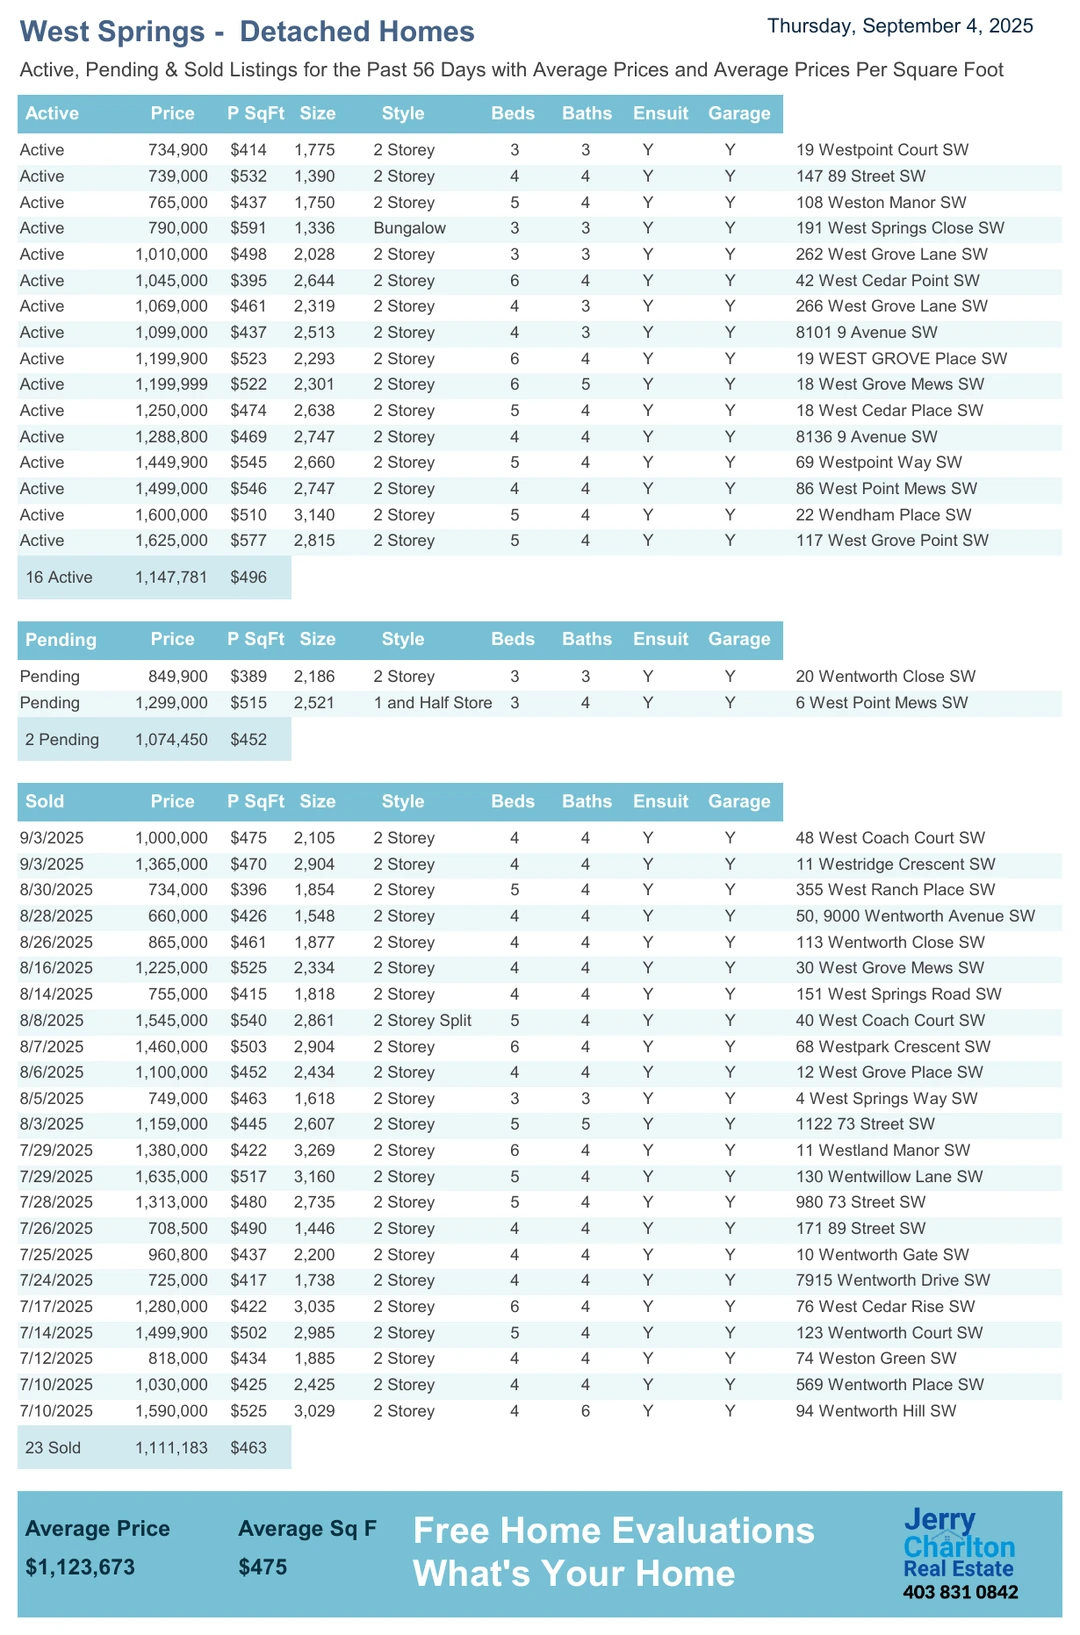 West Springs -  Detached Homes
Thursday, September 4, 2025
Active, Pending & Sold Listings for the Past 56 Days with Average Prices and Average Prices Per Square Foot
Active Price P SqFt Size Style Beds Baths Ensuit Garage
Active 734,900 $414 1,775 2 Storey 3 3 Y Y 19 Westpoint Court SW
Active 739,000 $532 1,390 2 Storey 4 4 Y Y 147 89 Street SW
Active 765,000 $437 1,750 2 Storey 5 4 Y Y 108 Weston Manor SW
Active 790,000 $591 1,336 Bungalow 3 3 Y Y 191 West Springs Close SW
Active 1,010,000 $498 2,028 2 Storey 3 3 Y Y 262 West Grove Lane SW
Active 1,045,000 $395 2,644 2 Storey 6 4 Y Y 42 West Cedar Point SW
Active 1,069,000 $461 2,319 2 Storey 4 3 Y Y 266 West Grove Lane SW
Active 1,099,000 $437 2,513 2 Storey 4 3 Y Y 8101 9 Avenue SW
Active 1,199,900 $523 2,293 2 Storey 6 4 Y Y 19 WEST GROVE Place SW
Active 1,199,999 $522 2,301 2 Storey 6 5 Y Y 18 West Grove Mews SW
Active 1,250,000 $474 2,638 2 Storey 5 4 Y Y 18 West Cedar Place SW
Active 1,288,800 $469 2,747 2 Storey 4 4 Y Y 8136 9 Avenue SW
Active 1,449,900 $545 2,660 2 Storey 5 4 Y Y 69 Westpoint Way SW
Active 1,499,000 $546 2,747 2 Storey 4 4 Y Y 86 West Point Mews SW
Active 1,600,000 $510 3,140 2 Storey 5 4 Y Y 22 Wendham Place SW
Active 1,625,000 $577 2,815 2 Storey 5 4 Y Y 117 West Grove Point SW
16 Active 1,147,781 $496
Pending Price P SqFt Size Style Beds Baths Ensuit Garage
Pending 849,900 $389 2,186 2 Storey 3 3 Y Y 20 Wentworth Close SW
Pending 1,299,000 $515 2,521 1 and Half Store 3 4 Y Y 6 West Point Mews SW
2 Pending 1,074,450 $452
Sold Price P SqFt Size Style Beds Baths Ensuit Garage
9/3/2025 1,000,000 $475 2,105 2 Storey 4 4 Y Y 48 West Coach Court SW
9/3/2025 1,365,000 $470 2,904 2 Storey 4 4 Y Y 11 Westridge Crescent SW
8/30/2025 734,000 $396 1,854 2 Storey 5 4 Y Y 355 West Ranch Place SW
8/28/2025 660,000 $426 1,548 2 Storey 4 4 Y Y 50, 9000 Wentworth Avenue SW
8/26/2025 865,000 $461 1,877 2 Storey 4 4 Y Y 113 Wentworth Close SW
8/16/2025 1,225,000 $525 2,334 2 Storey 4 4 Y Y 30 West Grove Mews SW
8/14/2025 755,000 $415 1,818 2 Storey 4 4 Y Y 151 West Springs Road SW
8/8/2025 1,545,000 $540 2,861 2 Storey Split 5 4 Y Y 40 West Coach Court SW
8/7/2025 1,460,000 $503 2,904 2 Storey 6 4 Y Y 68 Westpark Crescent SW
8/6/2025 1,100,000 $452 2,434 2 Storey 4 4 Y Y 12 West Grove Place SW
8/5/2025 749,000 $463 1,618 2 Storey 3 3 Y Y 4 West Springs Way SW
8/3/2025 1,159,000 $445 2,607 2 Storey 5 5 Y Y 1122 73 Street SW
7/29/2025 1,380,000 $422 3,269 2 Storey 6 4 Y Y 11 Westland Manor SW
7/29/2025 1,635,000 $517 3,160 2 Storey 5 4 Y Y 130 Wentwillow Lane SW
7/28/2025 1,313,000 $480 2,735 2 Storey 5 4 Y Y 980 73 Street SW
7/26/2025 708,500 $490 1,446 2 Storey 4 4 Y Y 171 89 Street SW
7/25/2025 960,800 $437 2,200 2 Storey 4 4 Y Y 10 Wentworth Gate SW
7/24/2025 725,000 $417 1,738 2 Storey 4 4 Y Y 7915 Wentworth Drive SW
7/17/2025 1,280,000 $422 3,035 2 Storey 6 4 Y Y 76 West Cedar Rise SW
7/14/2025 1,499,900 $502 2,985 2 Storey 5 4 Y Y 123 Wentworth Court SW
7/12/2025 818,000 $434 1,885 2 Storey 4 4 Y Y 74 Weston Green SW
7/10/2025 1,030,000 $425 2,425 2 Storey 4 4 Y Y 569 Wentworth Place SW
7/10/2025 1,590,000 $525 3,029 2 Storey 4 6 Y Y 94 Wentworth Hill SW
23 Sold 1,111,183 $463
Average Price Average Sq F
$1,123,673 $475
Free Home Evaluations
What's Your Home
Jerry
Charlton
Real Estate
403 831 0842